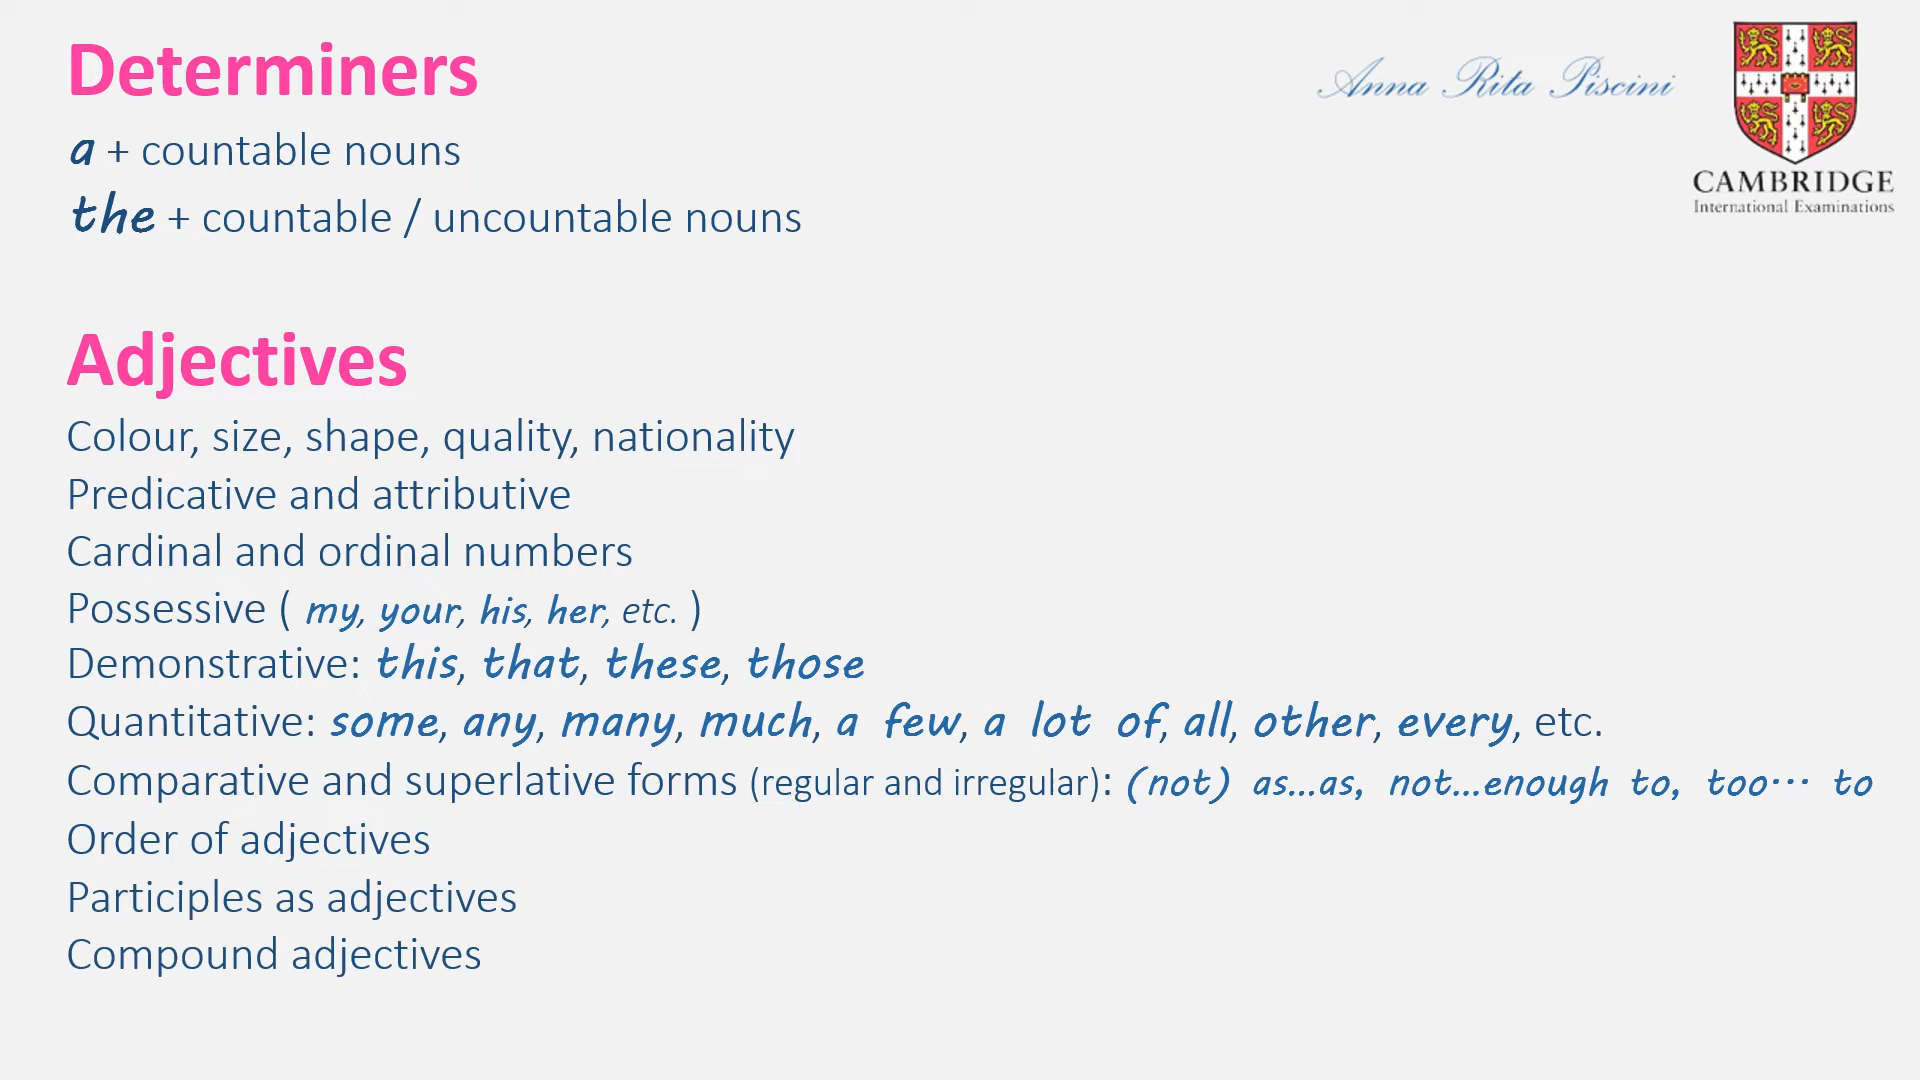 Determiners
Anna Rita Piscini
a + countable nouns
CAMBRIDGE
International Examinations
the + countable / uncountable nouns
Adjectives
Colour, size, shape, quality, nationality
Predicative and attributive
Cardinal and ordinal numbers
Possessive ( my, your, his, her, etc. )
Demonstrative: this, that, these, those
Quantitative: some, any, many, much, a few, a lot of, all, other, every, etc.
Comparative and superlative forms (regular and irregular): (not) as...as, not...enough to, too... to
Order of adjectives
Participles as adjectives
Compound adjectives